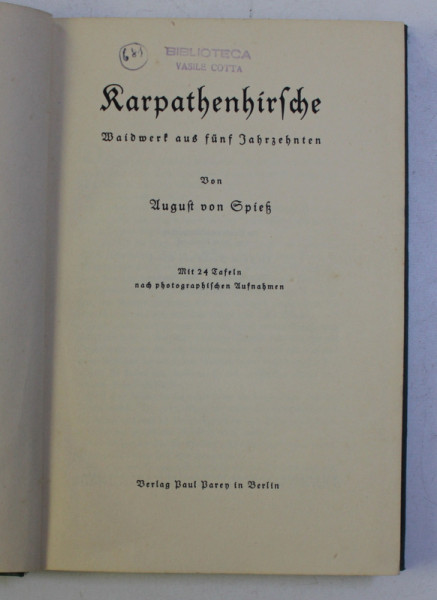 BIBLIOTECA
VASILE COTTA
Karpathenhirsche
Waidwerk aus fünf Jahrzehnten
Von
August von Spieß
Mit 24 Tafeln
nach photographischen Aufnahmen
Verlag Paul Parey in Berlin